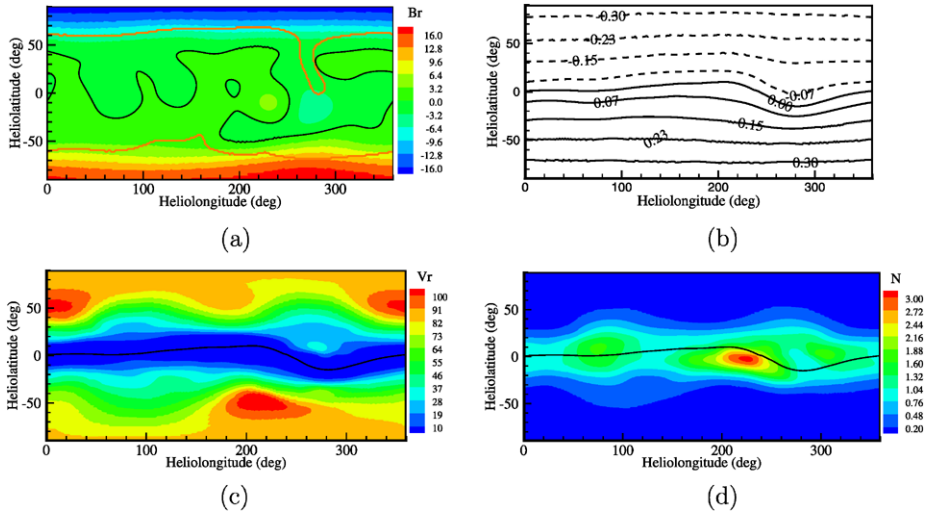 Br
50
0
-50
Heliolatitude (deg)
0 100 200 300
Heliolongitude (deg)
16.0
12.8
9.6
6.4
3.2
0.0
-3.2
-6.4
-9.6
-12.8
-16.0
(a)
50
0
-50
Heliolatitude (deg)
-0.30
-0.23
-0.15
-0.07
0.00
0.07
0.15
0.23
0.30
0 100 200 300
Heliolongitude (deg)
(b)
Vr
50
0
-50
Heliolatitude (deg)
0 100 200 300
Heliolongitude (deg)
100
91
82
73
64
55
46
37
28
19
10
(c)
N
50
0
-50
Heliolatitude (deg)
0 100 200 300
Heliolongitude (deg)
3.00
2.72
2.44
2.16
1.88
1.60
1.32
1.04
0.76
0.48
0.20
(d)